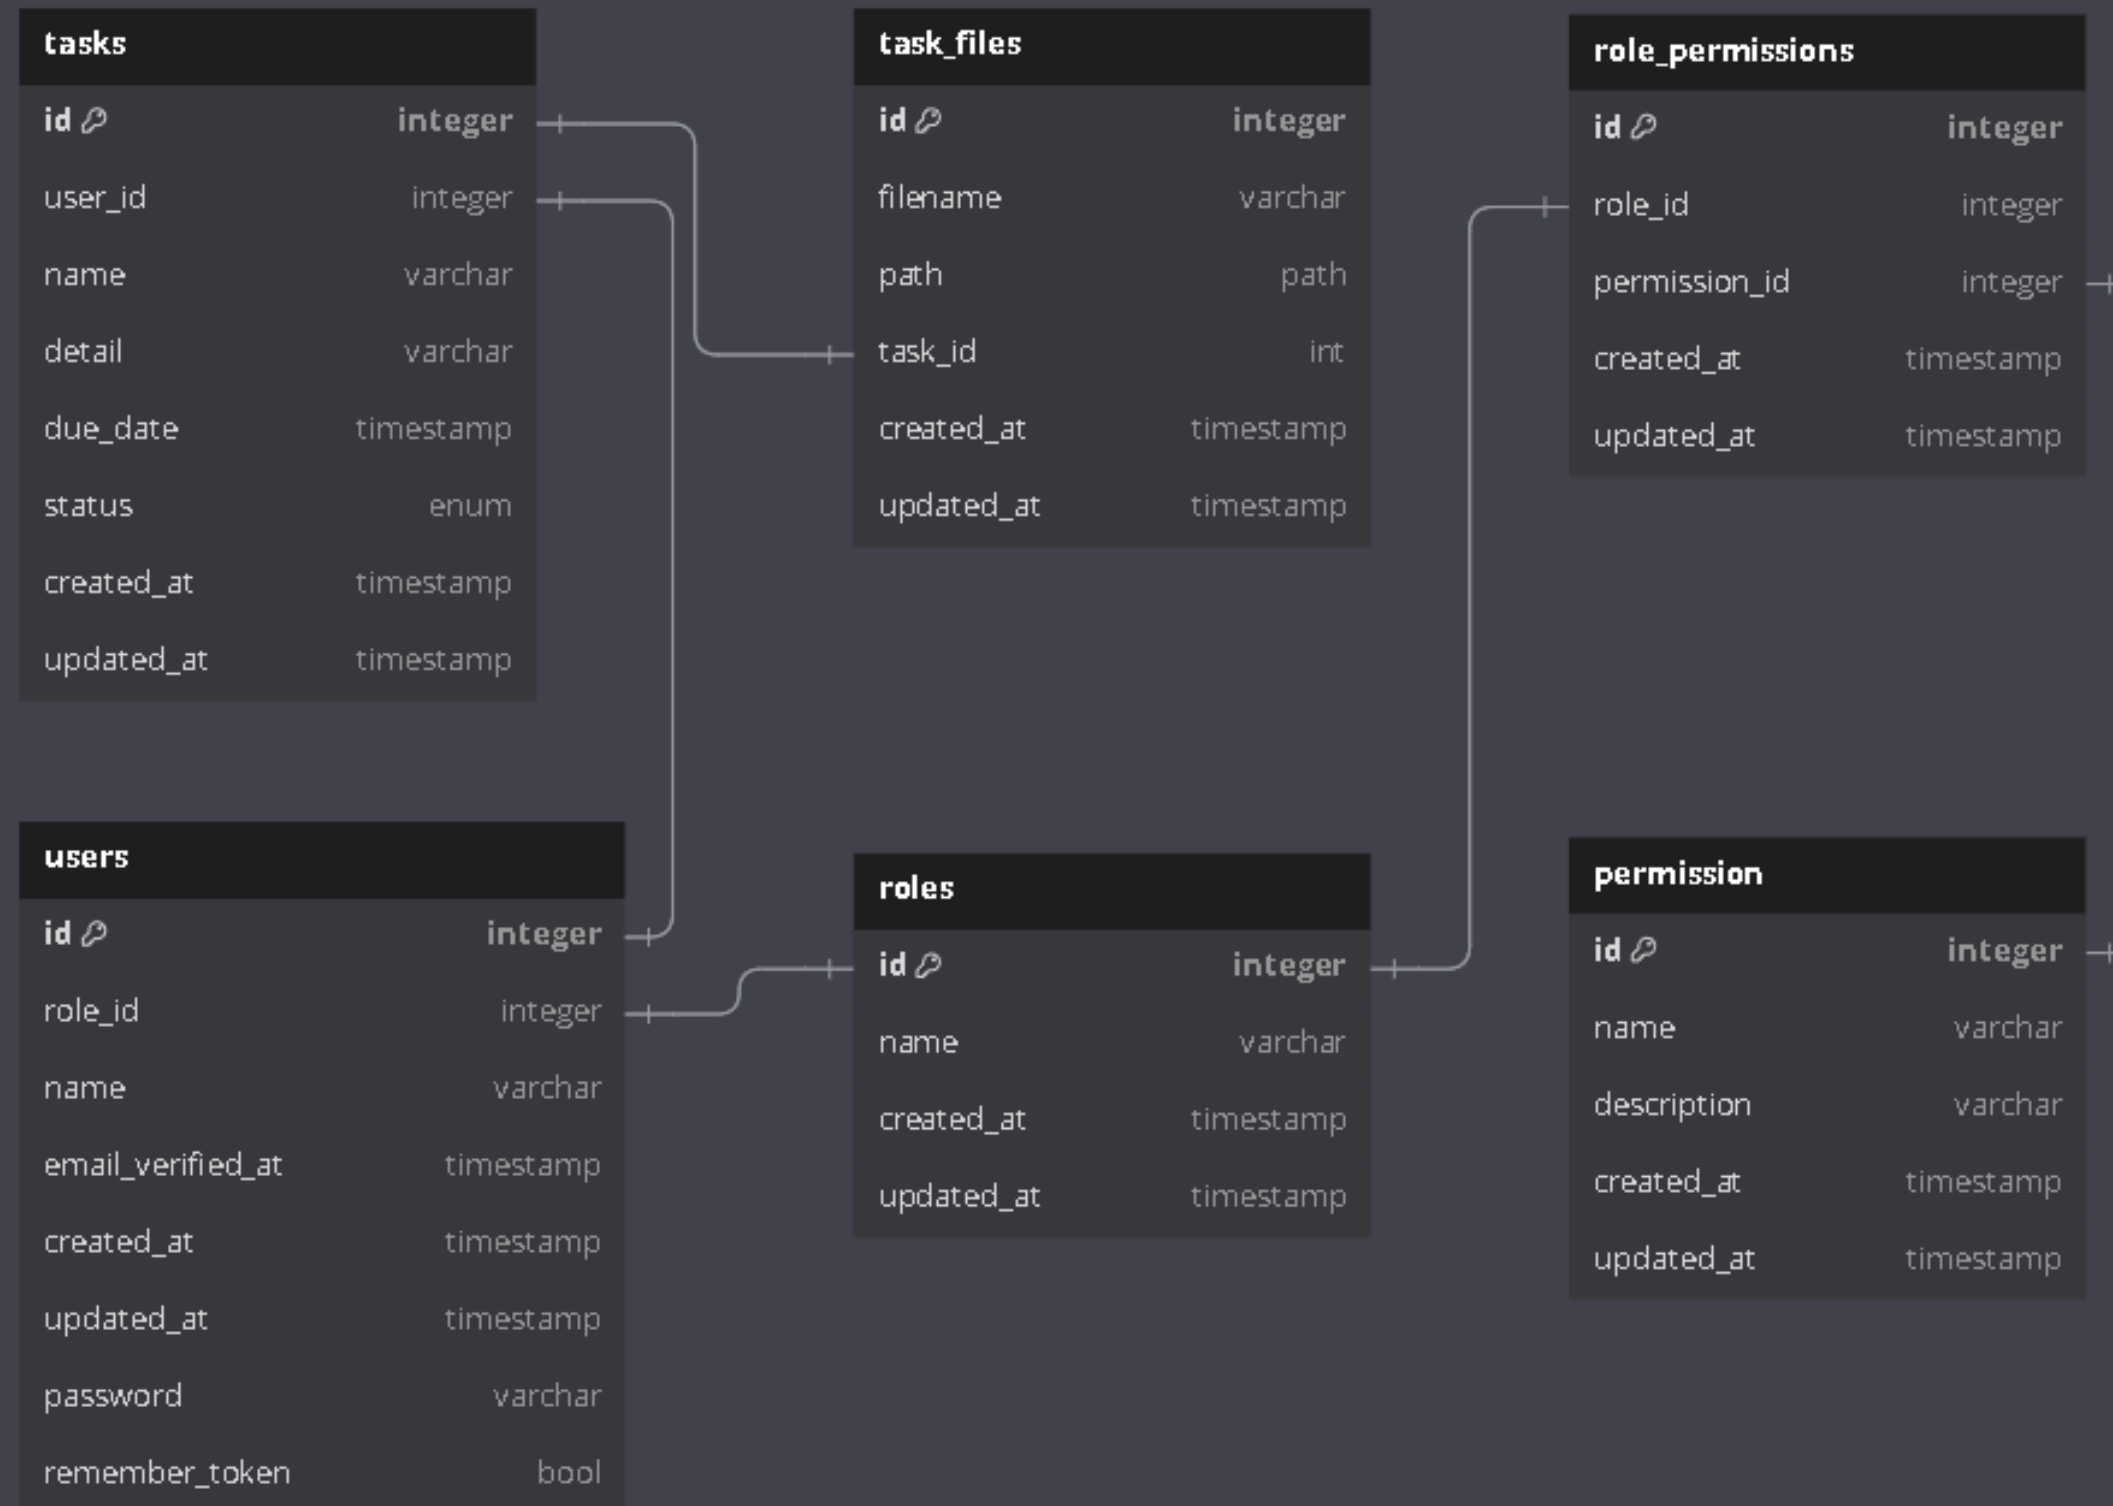 tasks
id integer
user_id integer
name varchar
detail varchar
due_date timestamp
status enum
created_at timestamp
updated_at timestamp
task_files
id integer
filename varchar
path path
task_id int
created_at timestamp
updated_at timestamp
role_permissions
id integer
role_id integer
permission_id integer
created_at timestamp
updated_at timestamp
users
id integer
role_id integer
name varchar
email_verified_at timestamp
created_at timestamp
updated_at timestamp
password varchar
remember_token bool
roles
id integer
name varchar
created_at timestamp
updated_at timestamp
permission
id integer
name varchar
description varchar
created_at timestamp
updated_at timestamp